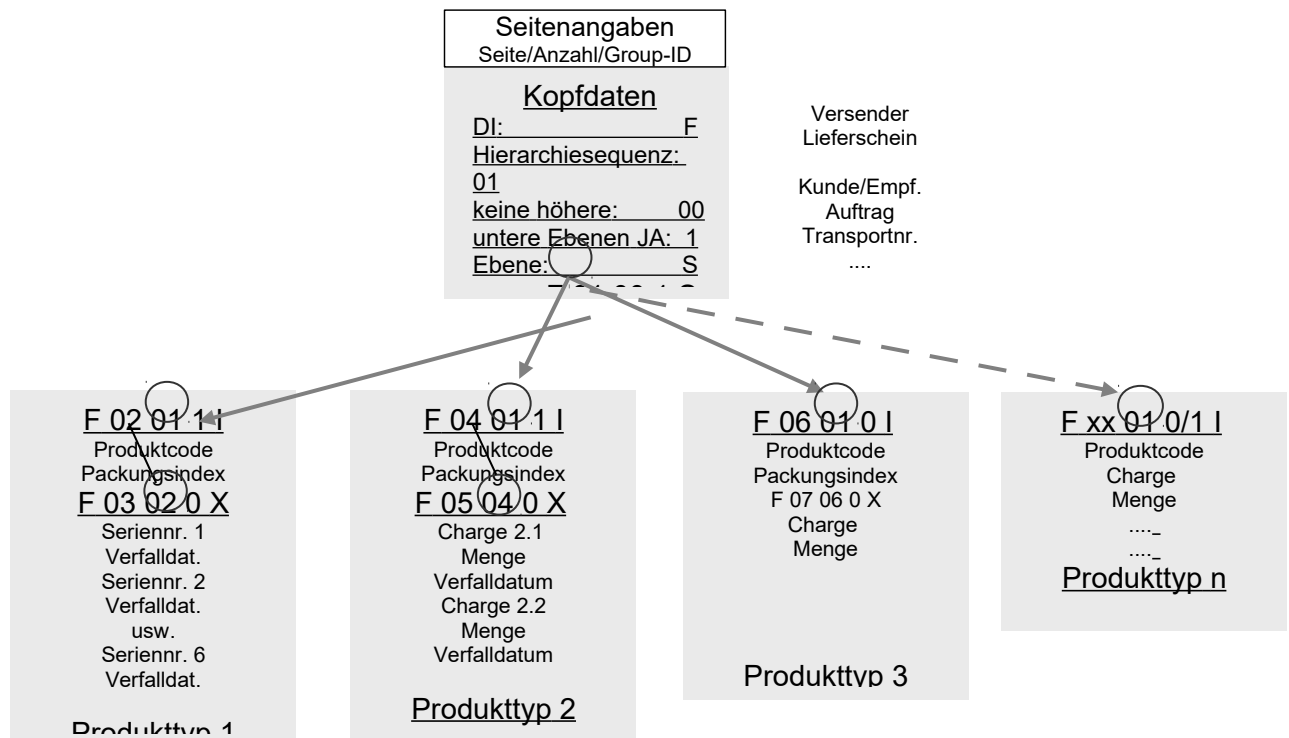 Seitenangaben
Seite/Anzahl/Group-ID
Kopfdaten
DI: F
Hierarchiesequenz:
01
keine höhere: 00
untere Ebenen JA: 1
Ebene: S
Versender
Lieferschein
Kunde/Empf.
Auftrag
Transportnr.
....
F 02 01 1 I
Produktcode
Packungsindex
F 03 02 0 X
Seriennr. 1
Verfalldat.
Seriennr. 2
Verfalldat.
usw.
Seriennr. 6
Verfalldat.
Produkttyp 1
F 04 01 1 I
Produktcode
Packungsindex
F 05 04 0 X
Charge 2.1
Menge
Verfalldatum
Charge 2.2
Menge
Verfalldatum
Produkttyp 2
F 06 01 0 I
Produktcode
Packungsindex
F 07 06 0 X
Charge
Menge
Produkttyp 3
F xx 01 0/1 I
Produktcode
Charge
Menge
...._
...._
Produkttyp n